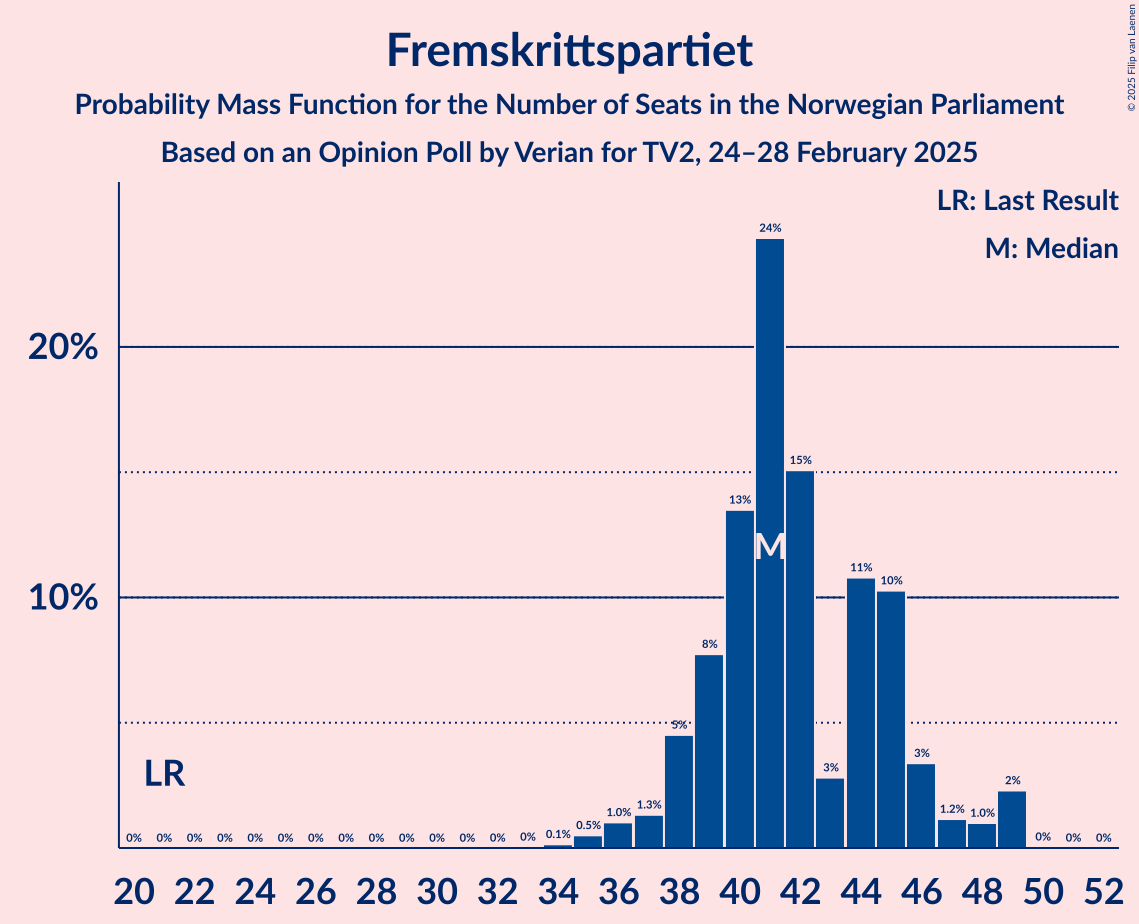 Fremskrittspartiet
Probability Mass Function for the Number of Seats in the Norwegian Parliament
Based on an Opinion Poll by Verian for TV2, 24–28 February 2025
© 2025 Filip van Laenen
LR: Last Result
M: Median
20%
10%
LR
M
0% 0% 0% 0% 0% 0% 0% 0% 0% 0% 0% 0% 0% 0% 0.1% 0.5% 1.0% 1.3% 5% 8% 13% 24% 15% 3% 11% 10% 3% 1.2% 1.0% 2% 0% 0% 0%
20 22 24 26 28 30 32 34 36 38 40 42 44 46 48 50 52